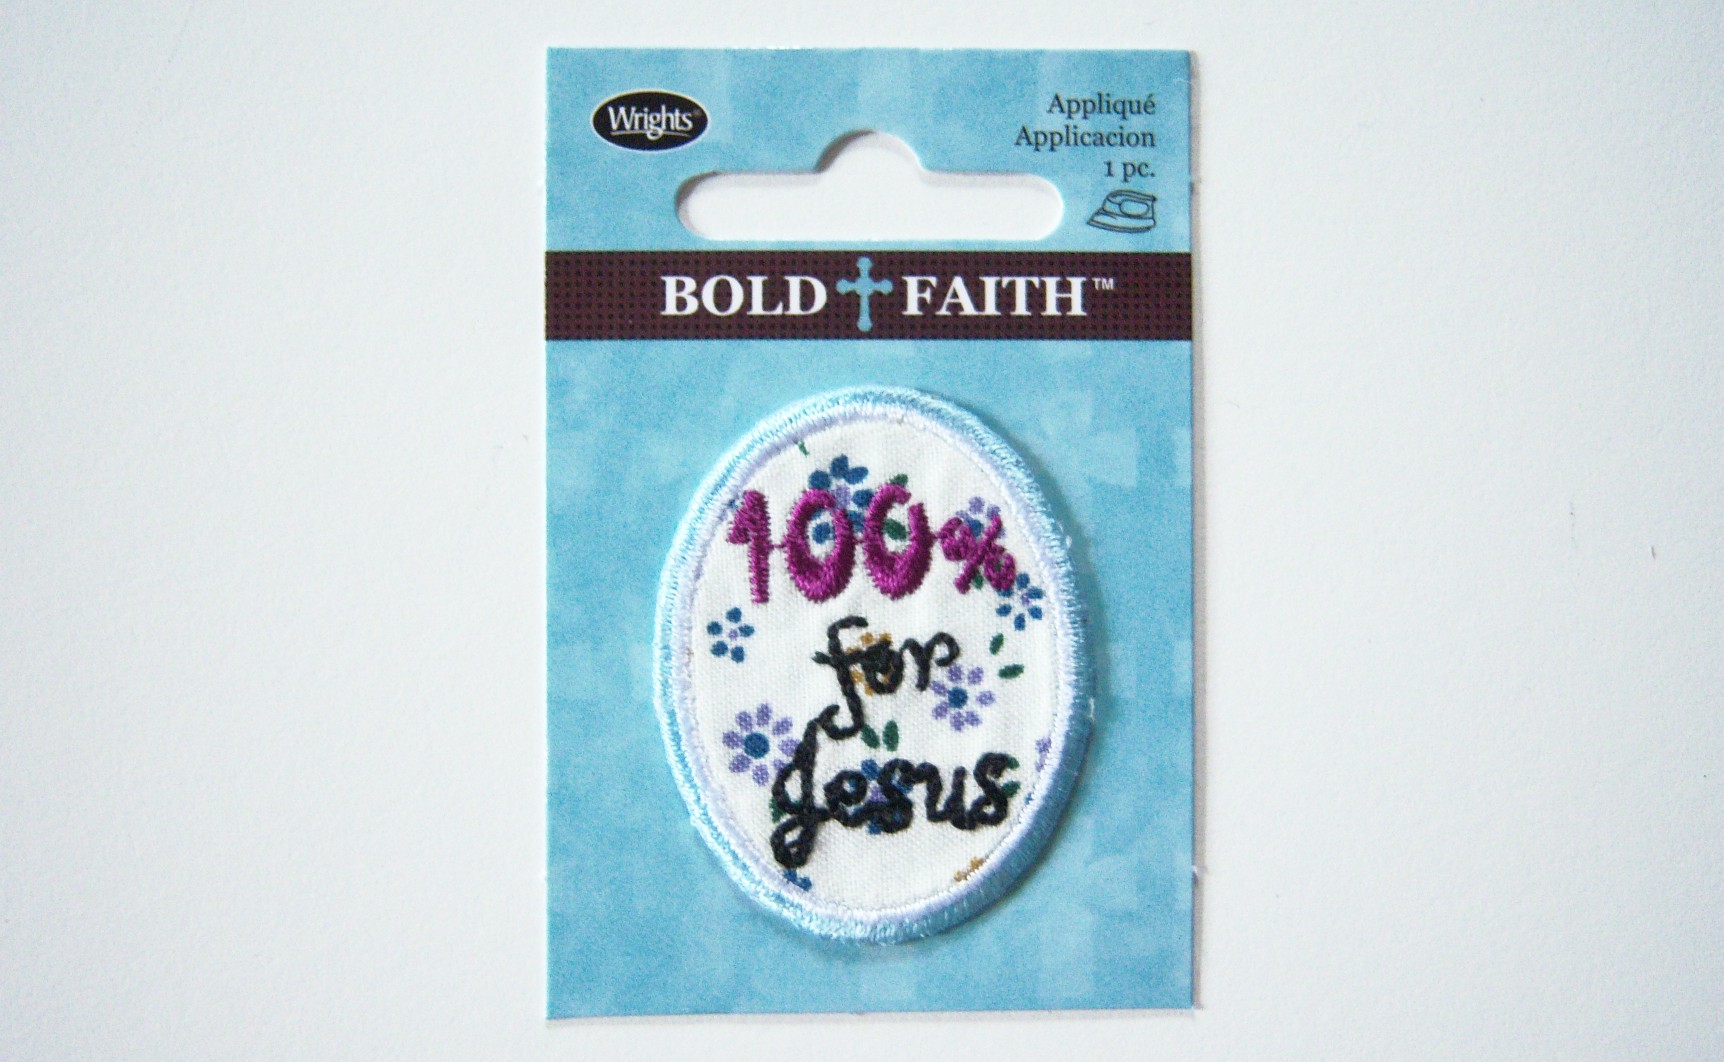 Wrights®
Appliqué
Applicacion
1 pc.
BOLD FAITH™
100%
for
Jesus